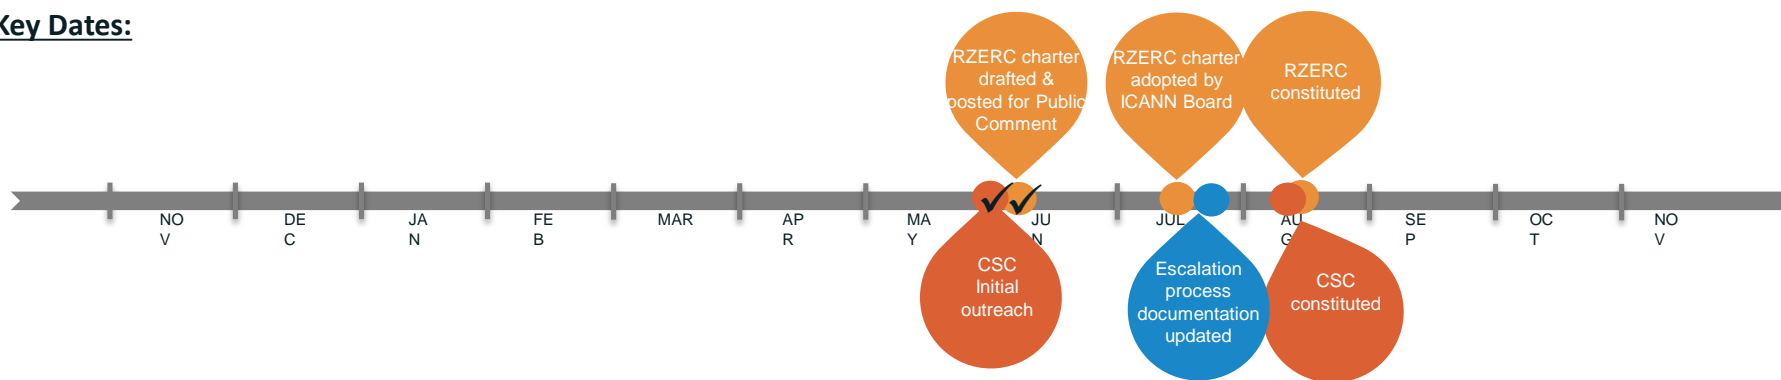 Key Dates:
RZERC charter
drafted &
posted for Public
Comment
RZERC charter
adopted by
ICANN Board
RZERC
constituted
NO
V
DE
C
JA
N
FE
B
MAR
AP
R
MA
Y
JU
N
JUL
AU
G
SE
P
OC
T
NO
V
CSC
Initial
outreach
Escalation
process
documentation
updated
CSC
constituted